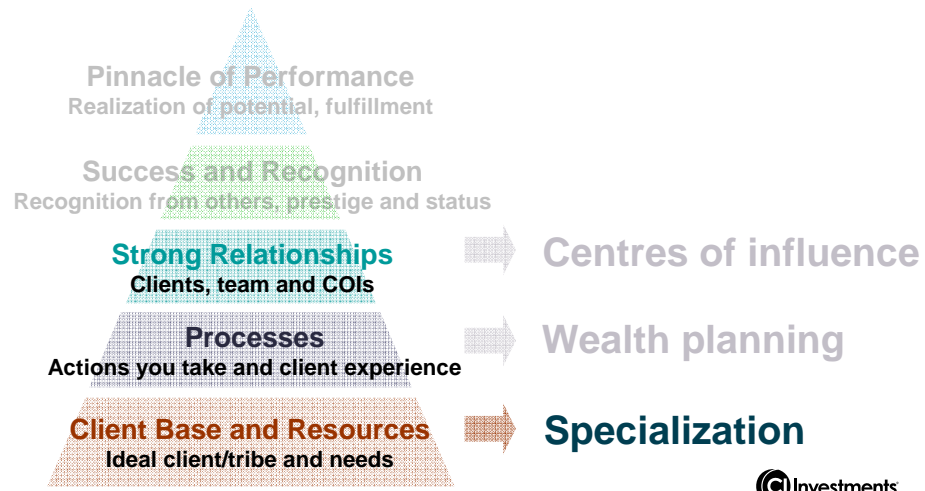 Pinnacle of Performance
Realization of potential, fulfillment
Success and Recognition
Recognition from others, prestige and status
Strong Relationships
Clients, team and COIs
Centres of influence
Processes
Actions you take and client experience
Wealth planning
Client Base and Resources
Ideal client/tribe and needs
Specialization
CI Investments